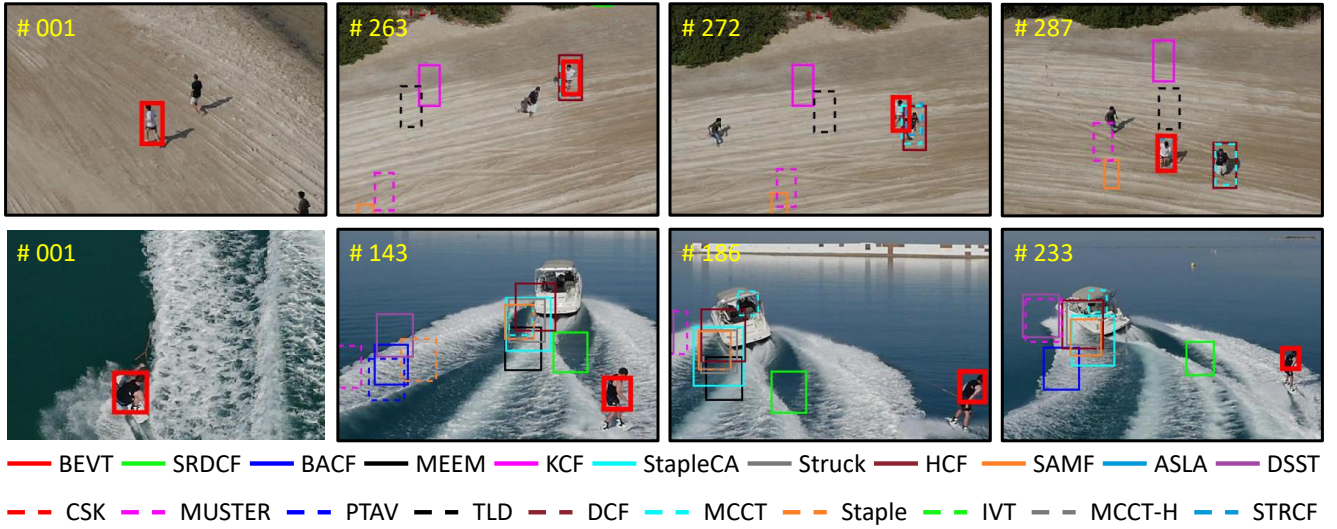 # 001 # 263 # 272 # 287
# 001 # 143 # 186 # 233
BEVT SRDCF BACF MEEM KCF StapleCA Struck HCF SAMF ASLA DSST
CSK MUSTER PTAV TLD DCF MCCT Staple IVT MCCT-H STRCF